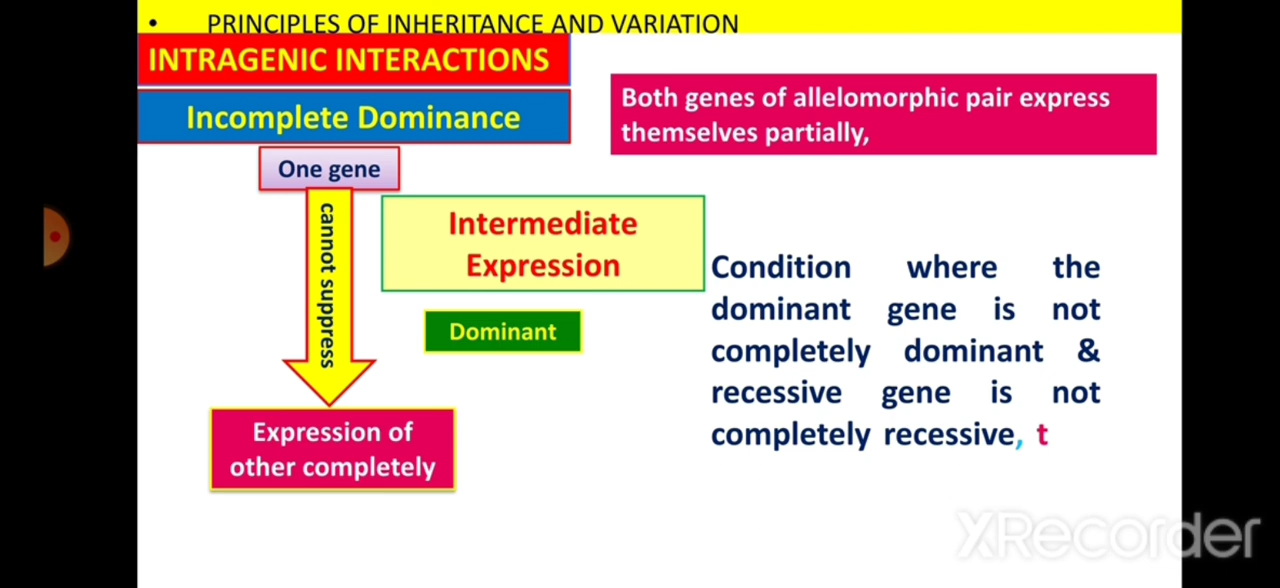 • PRINCIPLES OF INHERITANCE AND VARIATION
INTRAGENIC INTERACTIONS
Incomplete Dominance
Both genes of allelomorphic pair express
themselves partially,
One gene
cannot suppress
Intermediate
Expression
Dominant
Expression of
other completely
Condition where the
dominant gene is not
completely dominant &
recessive gene is not
completely recessive, t
XRecorder